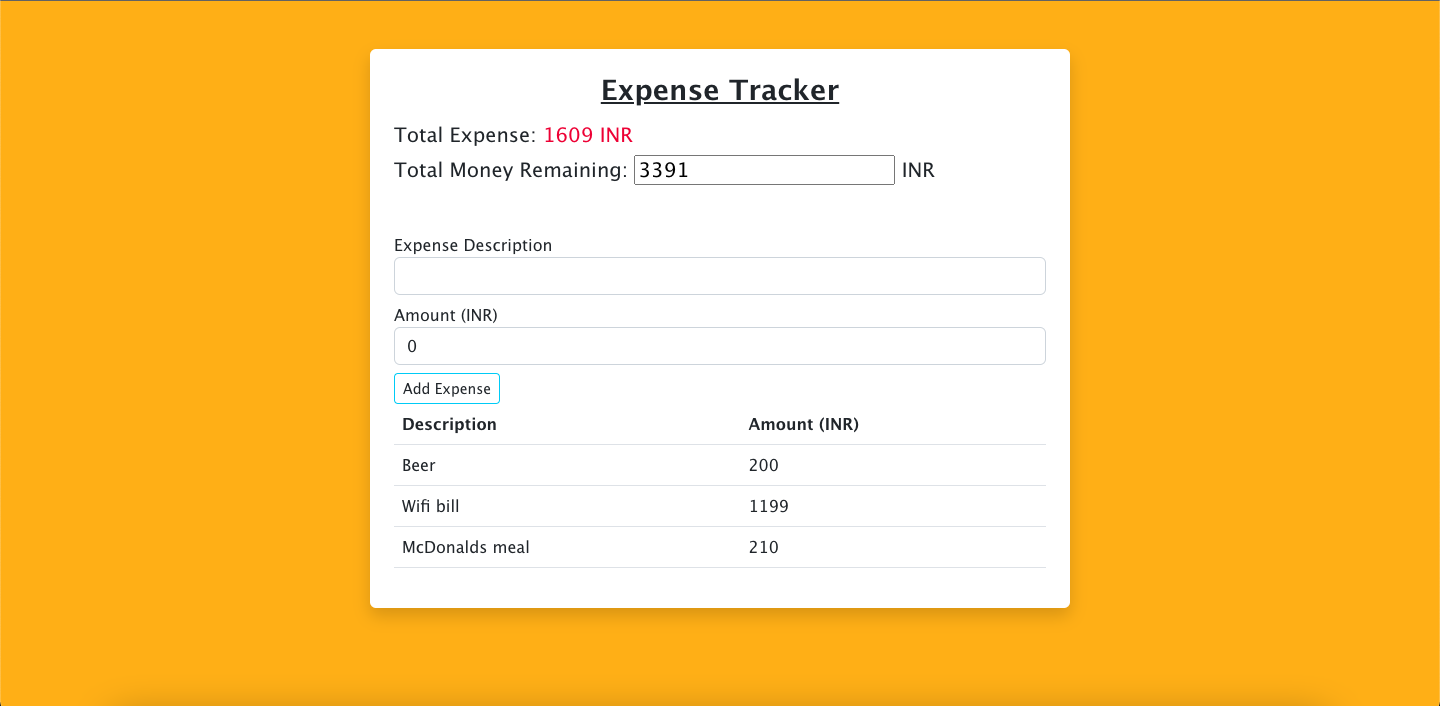 Expense Tracker
Total Expense: 1609 INR
Total Money Remaining: 3391 INR
Expense Description
Amount (INR)
0
Add Expense
Description Amount (INR)
Beer 200
Wifi bill 1199
McDonalds meal 210